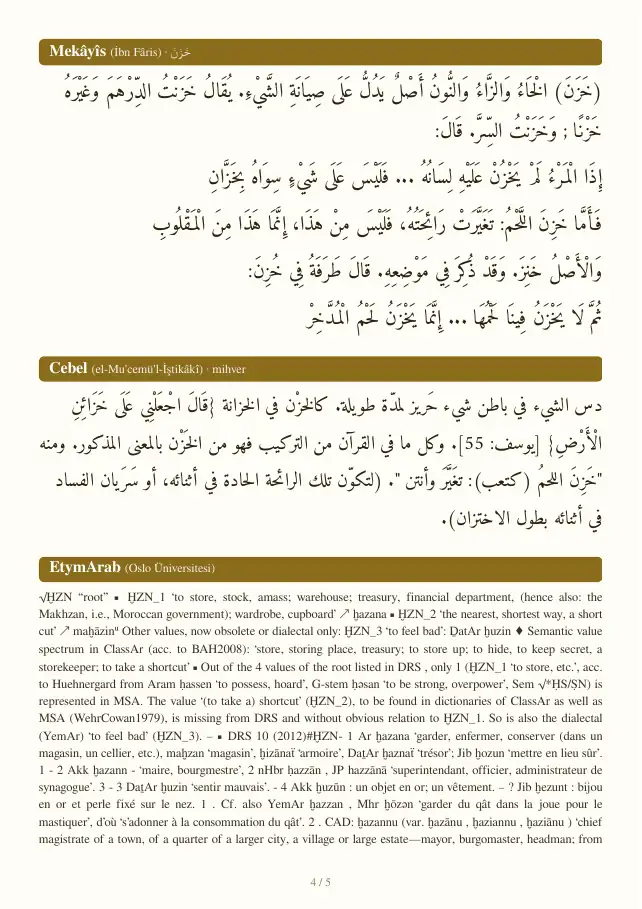 Mekâyîs (İbn Fâris) · خَزَنَ
(خَزَنَ) الْخَاءُ وَالزَّاءُ وَالنُّونُ أَصْلٌ يَدُلُّ عَلَى صِيَانَةِ الشَّيْءِ. يُقَالُ خَزَنْتُ الدِّرْهَمَ وَغَيْرَهُ
خَزْنًا ; وَخَزَنْتُ السِّرَّ. قَالَ:
إِذَا الْمَرْءُ لَمْ يَخْزُنْ عَلَيْهِ لِسَانُهُ ... فَلَيْسَ عَلَى شَيْءٍ سِوَاهُ بِخَزَّانِ
فَأَمَّا خَزِنَ اللَّحْمُ: تَغَيَّرَتْ رَائِحَتُهُ، فَلَيْسَ مِنْ هَذَا، إِنَّمَا هَذَا مِنَ الْمَقْلُوبِ
وَالْأَصْلُ خَنِزَ. وَقَدْ ذُكِرَ فِي مَوْضِعِهِ. قَالَ طَرَفَةُ فِي خُزِنَ:
ثُمَّ لَا يَخْزَنُ فِينَا لَحْمُهَا ... إِنَّمَا يَخْزَنُ لَحْمُ الْمُدَّخِرْ
Cebel (el-Mu'cemü'l-İştikâkî) · mihver
دس الشيء في باطن شيء حَريز لمدّة طويلة. كالخزْن في الخزانة {قَالَ اجْعَلْنِي عَلَى خَزَائِنِ
الْأَرْضِ} [يوسف: 55]. وكل ما في القرآن من التركيب فهو من الخَزْن بالمعنى المذكور. ومنه
"خَزِنَ اللحمُ (كتعب): تغَيَّرَ وأنتن ". (لتكوّن تلك الرائحة الحادة في أثنائه، أو سَرَيان الفساد
في أثنائه بطول الاختزان).
EtymArab (Oslo Üniversitesi)
√ḪZN “root” ▪ ḪZN_1 ‘to store, stock, amass; warehouse; treasury, financial department, (hence also: the
Makhzan, i.e., Moroccan government); wardrobe, cupboard’ ↗ ḫazana ▪ ḪZN_2 ‘the nearest, shortest way, a short
cut’ ↗ maḫāzinᵘ Other values, now obsolete or dialectal only: ḪZN_3 ‘to feel bad’: ḎatAr ḫuzin ♦ Semantic value
spectrum in ClassAr (acc. to BAH2008): ‘store, storing place, treasury; to store up; to hide, to keep secret, a
storekeeper; to take a shortcut’ ▪ Out of the 4 values of the root listed in DRS , only 1 (ḪZN_1 ‘to store, etc.’, acc.
to Huehnergard from Aram ḥassen ‘to possess, hoard’, G-stem ḥəsan ‘to be strong, overpower’, Sem √*ḤS/ṢN) is
represented in MSA. The value ‘(to take a) shortcut’ (ḪZN_2), to be found in dictionaries of ClassAr as well as
MSA (WehrCowan1979), is missing from DRS and without obvious relation to ḪZN_1. So is also the dialectal
(YemAr) ‘to feel bad’ (ḪZN_3). – ▪ DRS 10 (2012)#ḪZN- 1 Ar ḫazana ‘garder, enfermer, conserver (dans un
magasin, un cellier, etc.), maḫzan ‘magasin’, ḫizānaẗ ‘armoire’, DaṯAr ḫaznaẗ ‘trésor’; Jib ḫozun ‘mettre en lieu sûr’.
1 - 2 Akk ḫazann - ‘maire, bourgmestre’, 2 nHbr ḥazzān , JP hazzānā ‘superintendant, officier, administrateur de
synagogue’. 3 - 3 DaṯAr ḫuzin ‘sentir mauvais’. - 4 Akk ḫuzūn : un objet en or; un vêtement. – ? Jib ḫezunt : bijou
en or et perle fixé sur le nez. 1 . Cf. also YemAr ḫazzan , Mhr ḫōzən ‘garder du qât dans la joue pour le
mastiquer’, d’où ‘s’adonner à la consommation du qât’. 2 . CAD: ḫazannu (var. ḫazānu , ḫaziannu , ḫaziānu ) ‘chief
magistrate of a town, of a quarter of a larger city, a village or large estate—mayor, burgomaster, headman; from
4 / 5